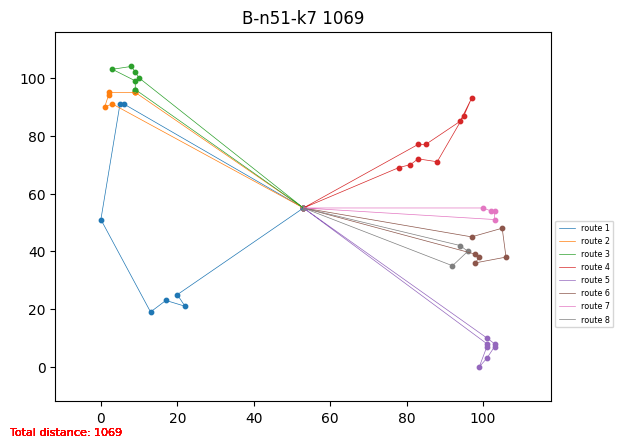 B-n51-k7 1069
100
80
60
40
20
0
0 20 40 60 80 100
route 1
route 2
route 3
route 4
route 5
route 6
route 7
route 8
Total distance: 1069